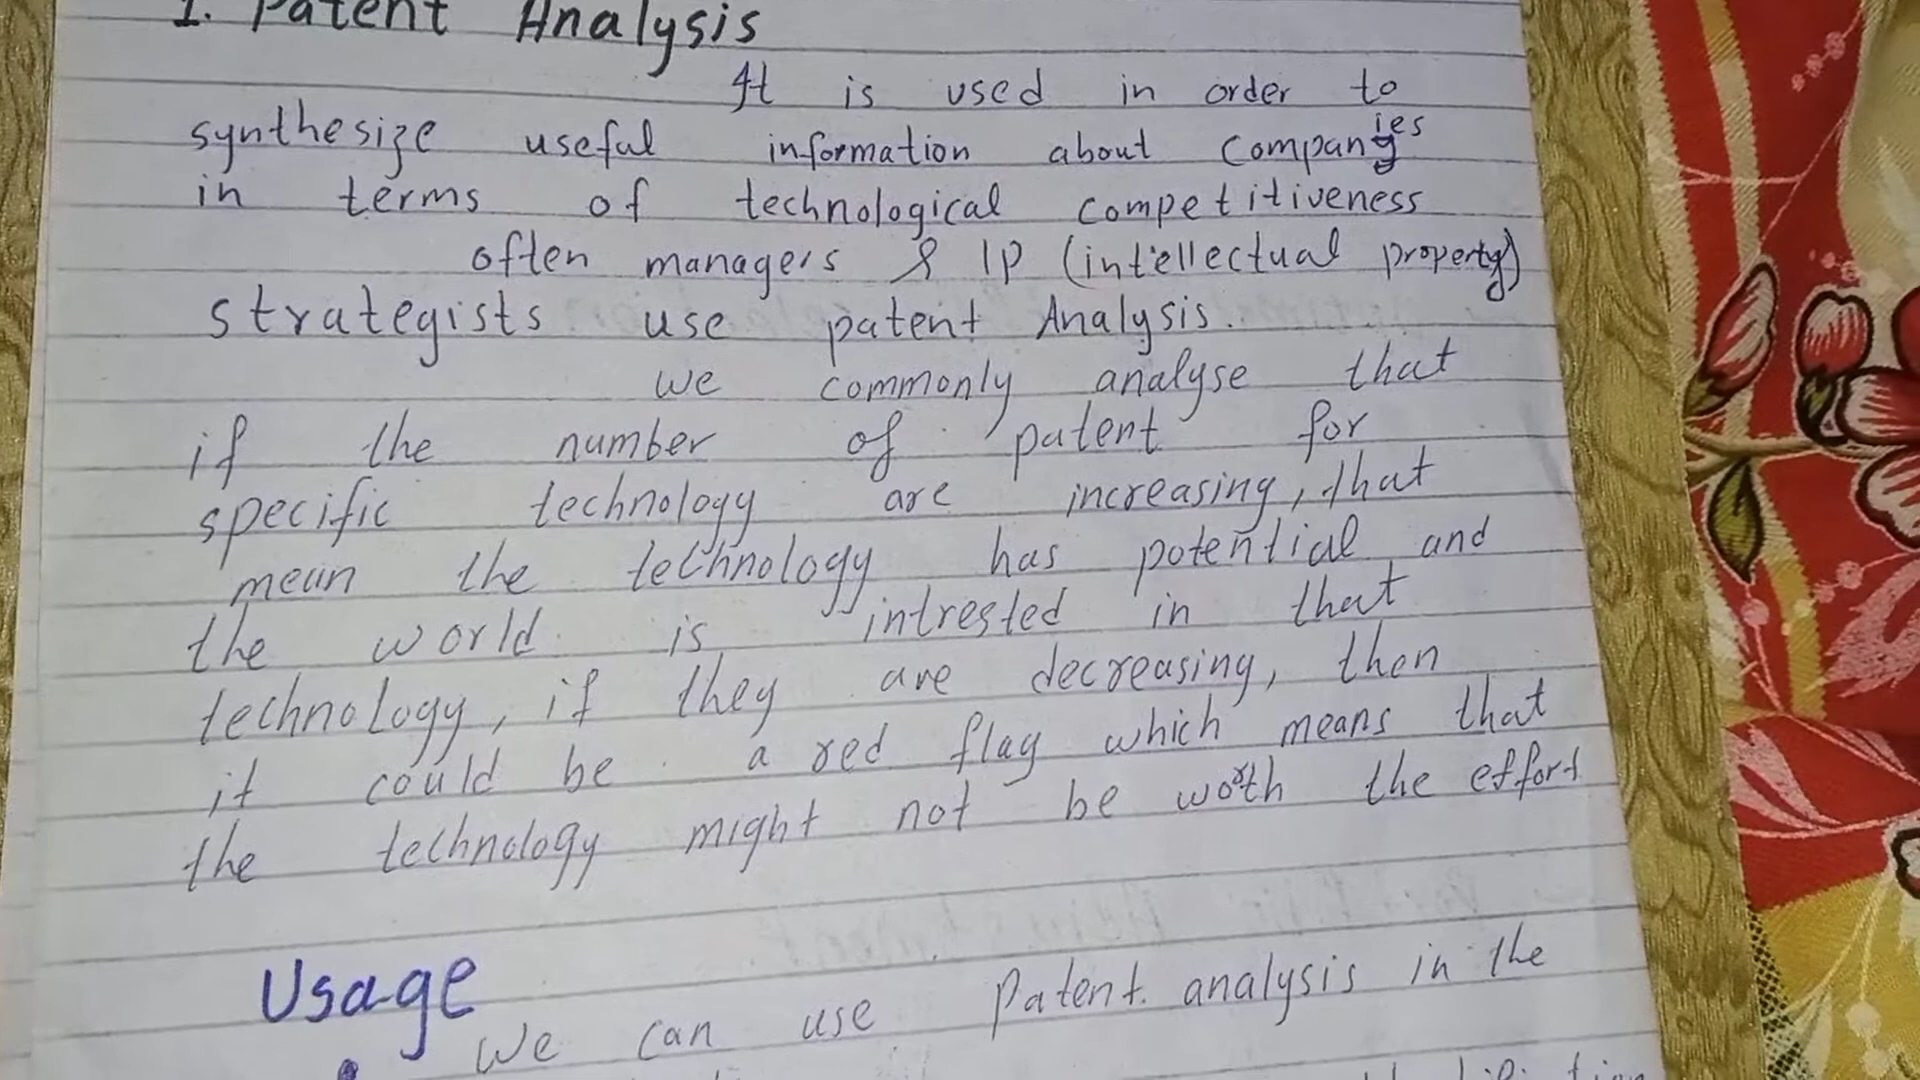 1. Patent Analysis
It is used in order to
synthesize useful information about companies
in terms of technological competitiveness
often managers & IP (intellectual property)
strategists use patent Analysis.
we commonly analyse that
if the number of patent for
specific technology are increasing, that
mean the technology has potential and
the world is intrested in that
technology, if they are decreasing, then
it could be a red flag which means that
the technology might not be worth the effort
Usage
We can use Patent analysis in the